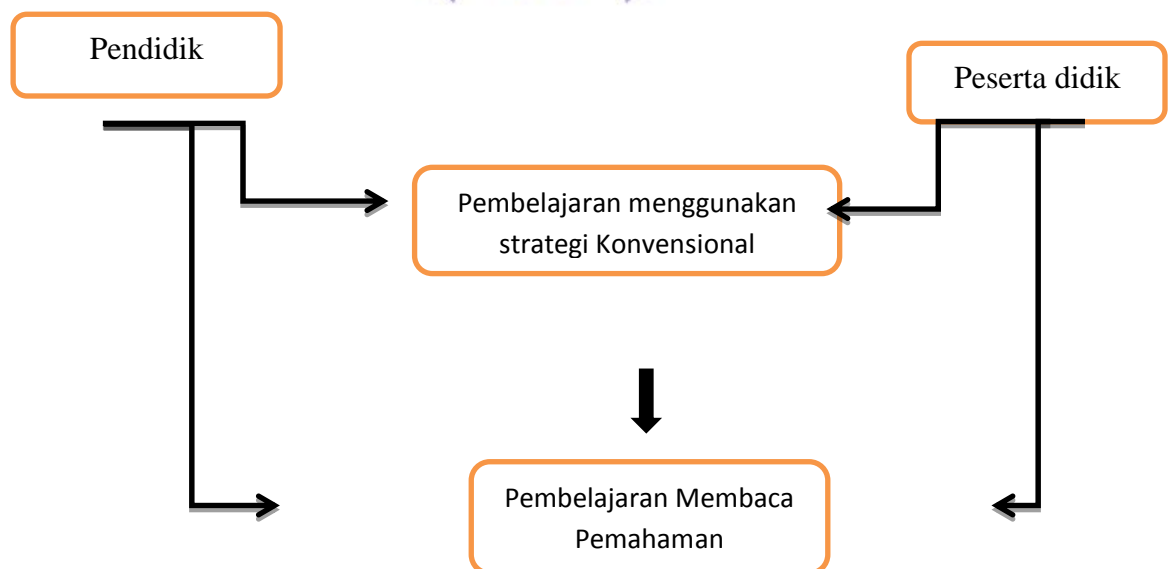 Pendidik
Peserta didik
Pembelajaran menggunakan
strategi Konvensional
Pembelajaran Membaca
Pemahaman